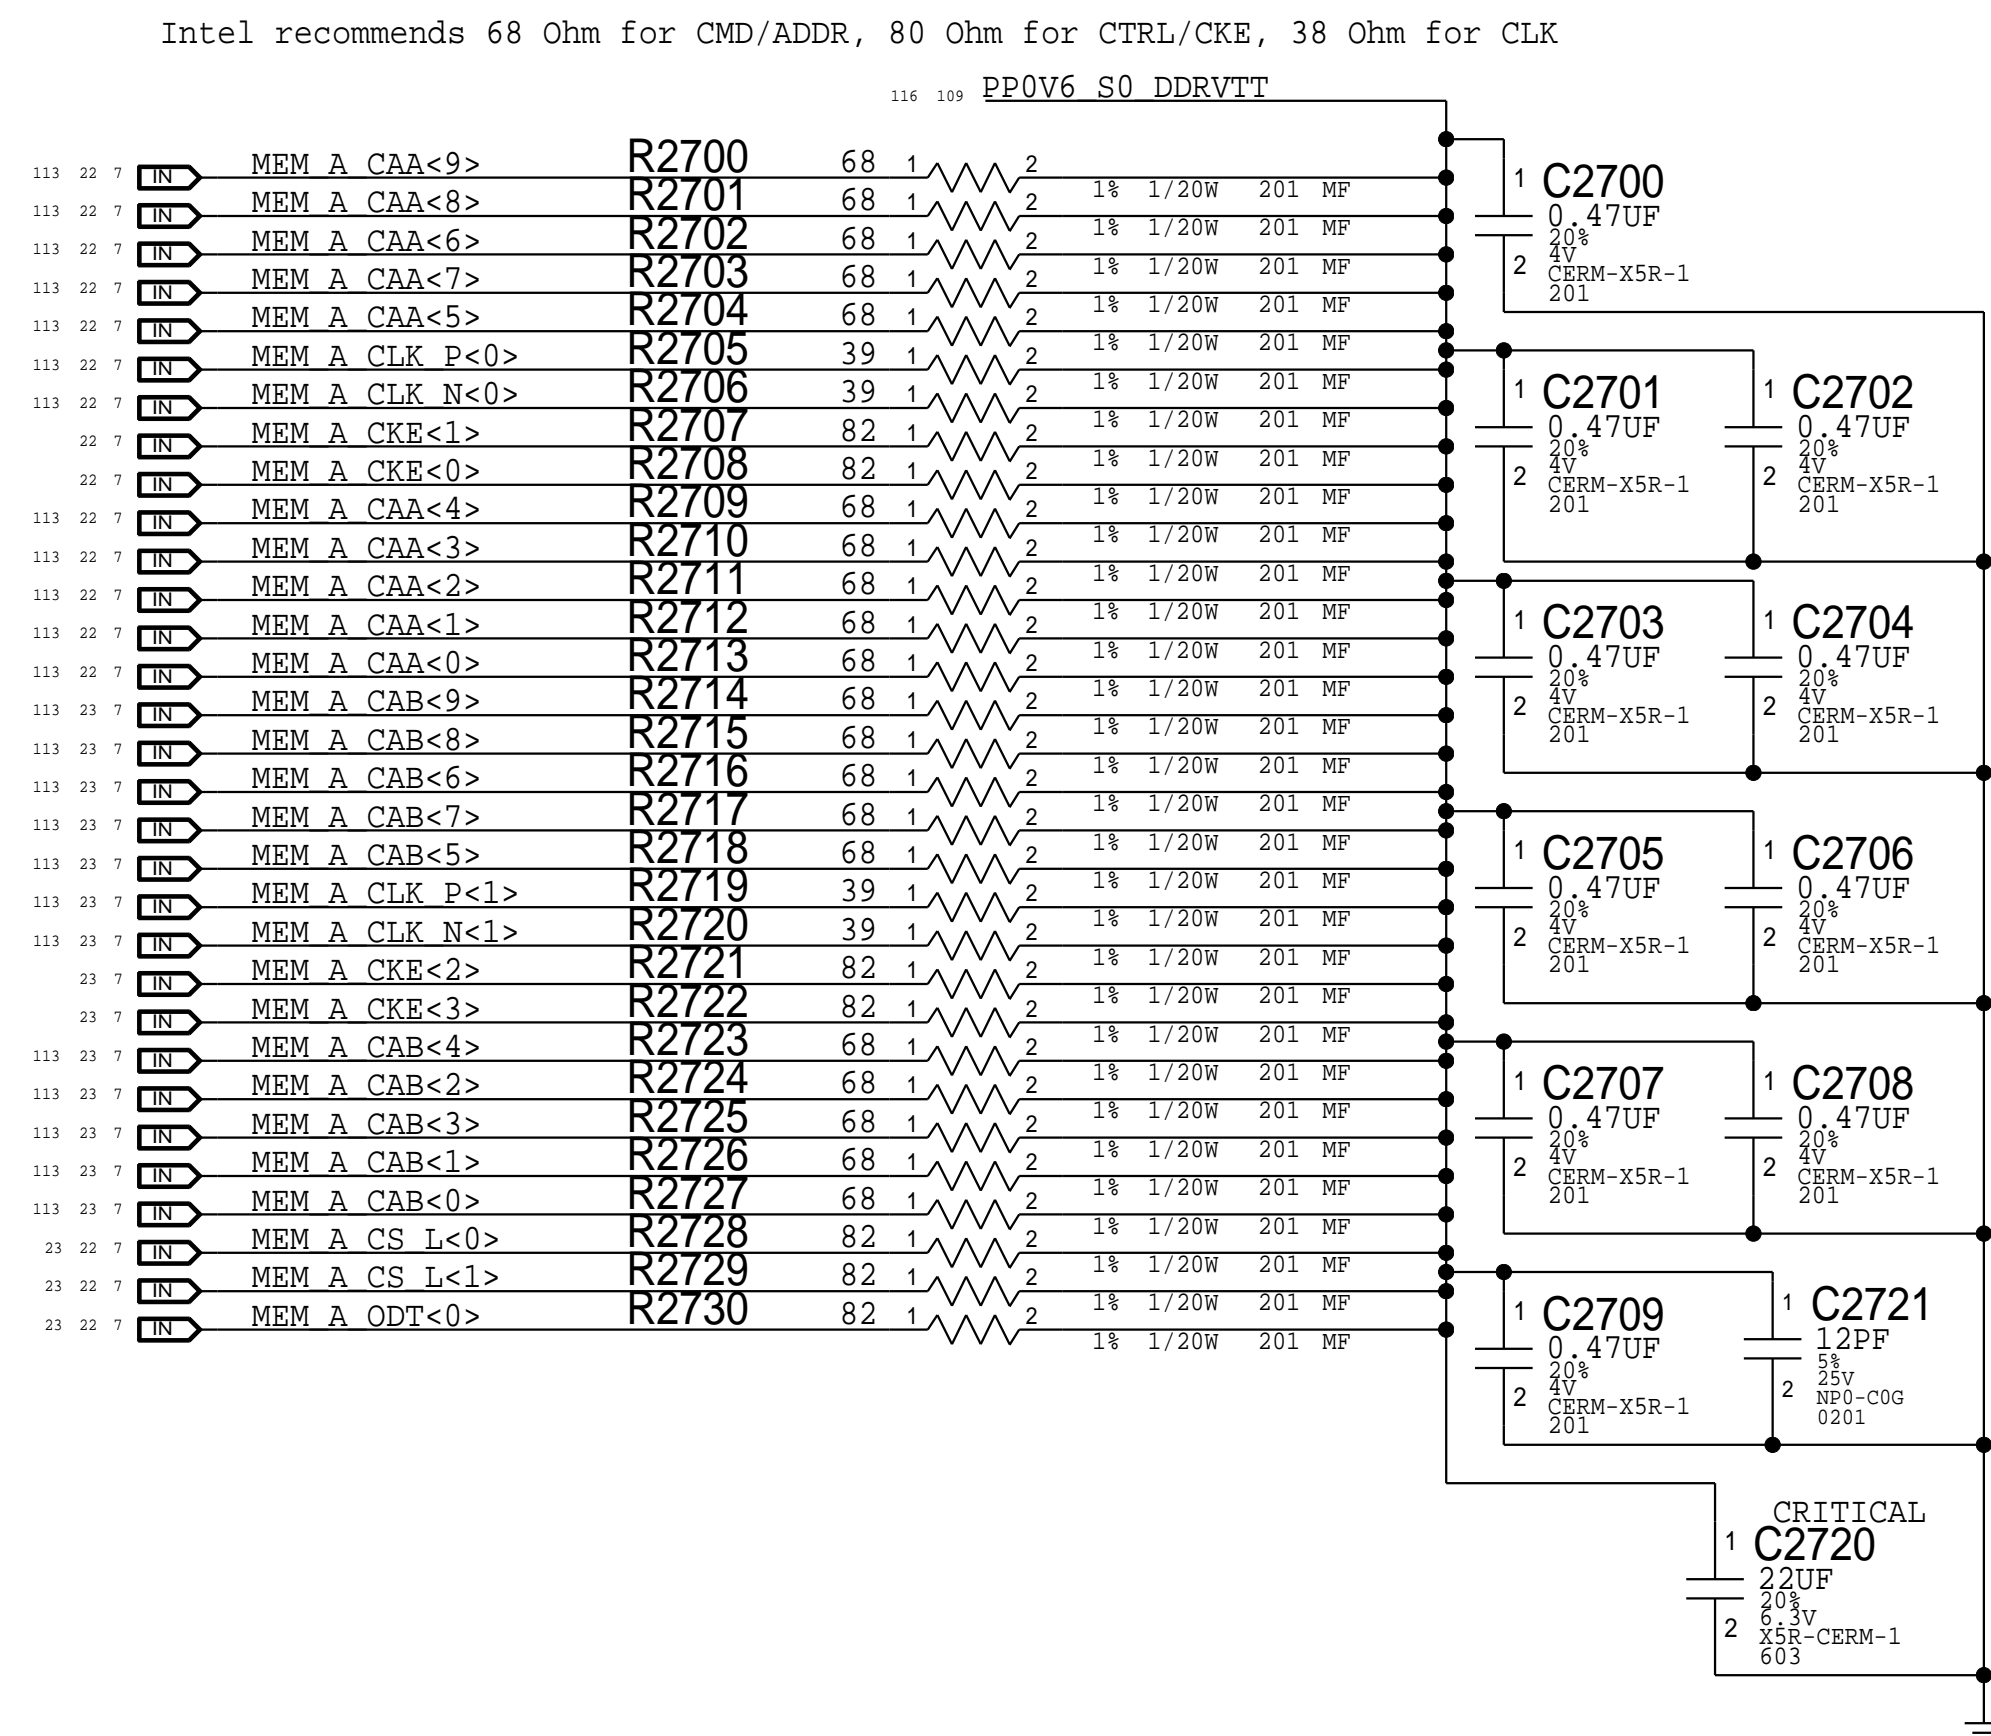 Intel recommends 68 Ohm for CMD/ADDR, 80 Ohm for CTRL/CKE, 38 Ohm for CLK
116 109 PP0V6_S0_DDRVTT
113 22 7 IN MEM_A_CAA<9> R2700 68 1 2 1% 1/20W 201 MF
113 22 7 IN MEM_A_CAA<8> R2701 68 1 2 1% 1/20W 201 MF
113 22 7 IN MEM_A_CAA<6> R2702 68 1 2 1% 1/20W 201 MF
113 22 7 IN MEM_A_CAA<7> R2703 68 1 2 1% 1/20W 201 MF
113 22 7 IN MEM_A_CAA<5> R2704 68 1 2 1% 1/20W 201 MF
113 22 7 IN MEM_A_CLK_P<0> R2705 39 1 2 1% 1/20W 201 MF
113 22 7 IN MEM_A_CLK_N<0> R2706 39 1 2 1% 1/20W 201 MF
22 7 IN MEM_A_CKE<1> R2707 82 1 2 1% 1/20W 201 MF
22 7 IN MEM_A_CKE<0> R2708 82 1 2 1% 1/20W 201 MF
113 22 7 IN MEM_A_CAA<4> R2709 68 1 2 1% 1/20W 201 MF
113 22 7 IN MEM_A_CAA<3> R2710 68 1 2 1% 1/20W 201 MF
113 22 7 IN MEM_A_CAA<2> R2711 68 1 2 1% 1/20W 201 MF
113 22 7 IN MEM_A_CAA<1> R2712 68 1 2 1% 1/20W 201 MF
113 22 7 IN MEM_A_CAA<0> R2713 68 1 2 1% 1/20W 201 MF
113 23 7 IN MEM_A_CAB<9> R2714 68 1 2 1% 1/20W 201 MF
113 23 7 IN MEM_A_CAB<8> R2715 68 1 2 1% 1/20W 201 MF
113 23 7 IN MEM_A_CAB<6> R2716 68 1 2 1% 1/20W 201 MF
113 23 7 IN MEM_A_CAB<7> R2717 68 1 2 1% 1/20W 201 MF
113 23 7 IN MEM_A_CAB<5> R2718 68 1 2 1% 1/20W 201 MF
113 23 7 IN MEM_A_CLK_P<1> R2719 39 1 2 1% 1/20W 201 MF
113 23 7 IN MEM_A_CLK_N<1> R2720 39 1 2 1% 1/20W 201 MF
23 7 IN MEM_A_CKE<2> R2721 82 1 2 1% 1/20W 201 MF
23 7 IN MEM_A_CKE<3> R2722 82 1 2 1% 1/20W 201 MF
113 23 7 IN MEM_A_CAB<4> R2723 68 1 2 1% 1/20W 201 MF
113 23 7 IN MEM_A_CAB<2> R2724 68 1 2 1% 1/20W 201 MF
113 23 7 IN MEM_A_CAB<3> R2725 68 1 2 1% 1/20W 201 MF
113 23 7 IN MEM_A_CAB<1> R2726 68 1 2 1% 1/20W 201 MF
113 23 7 IN MEM_A_CAB<0> R2727 68 1 2 1% 1/20W 201 MF
23 22 7 IN MEM_A_CS_L<0> R2728 82 1 2 1% 1/20W 201 MF
23 22 7 IN MEM_A_CS_L<1> R2729 82 1 2 1% 1/20W 201 MF
23 22 7 IN MEM_A_ODT<0> R2730 82 1 2 1% 1/20W 201 MF
1 C2700
0.47UF
20%
4V
2 CERM-X5R-1
201
1 C2701
0.47UF
20%
4V
2 CERM-X5R-1
201
1 C2702
0.47UF
20%
4V
2 CERM-X5R-1
201
1 C2703
0.47UF
20%
4V
2 CERM-X5R-1
201
1 C2704
0.47UF
20%
4V
2 CERM-X5R-1
201
1 C2705
0.47UF
20%
4V
2 CERM-X5R-1
201
1 C2706
0.47UF
20%
4V
2 CERM-X5R-1
201
1 C2707
0.47UF
20%
4V
2 CERM-X5R-1
201
1 C2708
0.47UF
20%
4V
2 CERM-X5R-1
201
1 C2709
0.47UF
20%
4V
2 CERM-X5R-1
201
1 C2721
12PF
5%
25V
2 NP0-C0G
0201
CRITICAL
1 C2720
22UF
20%
6.3V
2 X5R-CERM-1
603